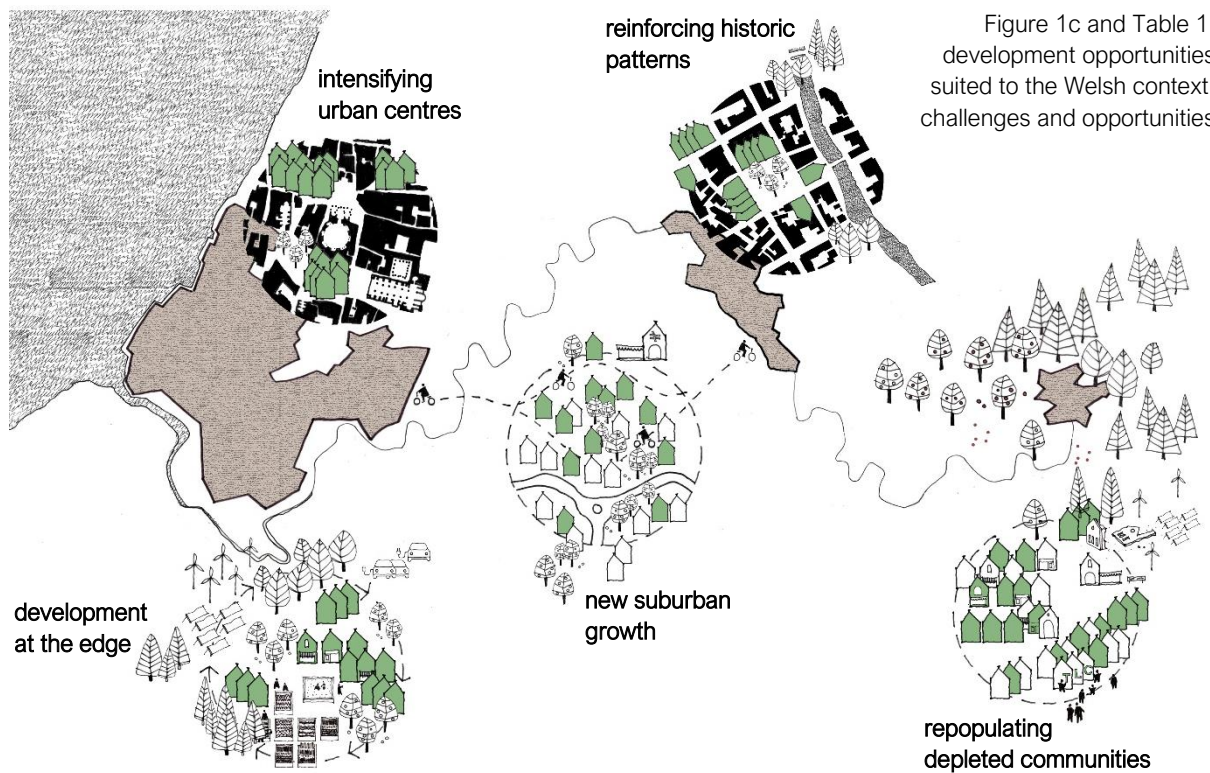 reinforcing historic
patterns
Figure 1c and Table 1
development opportunities
suited to the Welsh context
challenges and opportunities
intensifying
urban centres
development
at the edge
new suburban
growth
T L C
repopulating
depleted communities